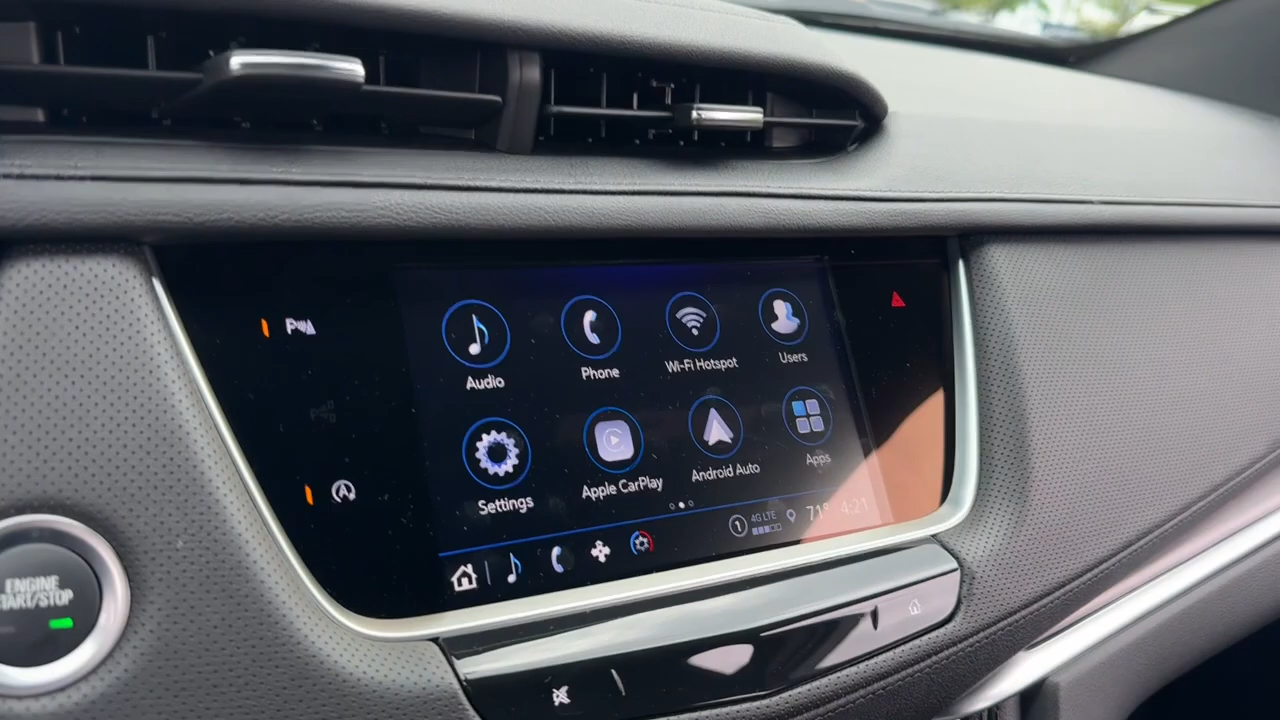 Audio
Phone
Wi-Fi Hotspot
Users
Settings
Apple CarPlay
Android Auto
Apps
1
4G LTE
71°
4:21
ENGINE
START/STOP